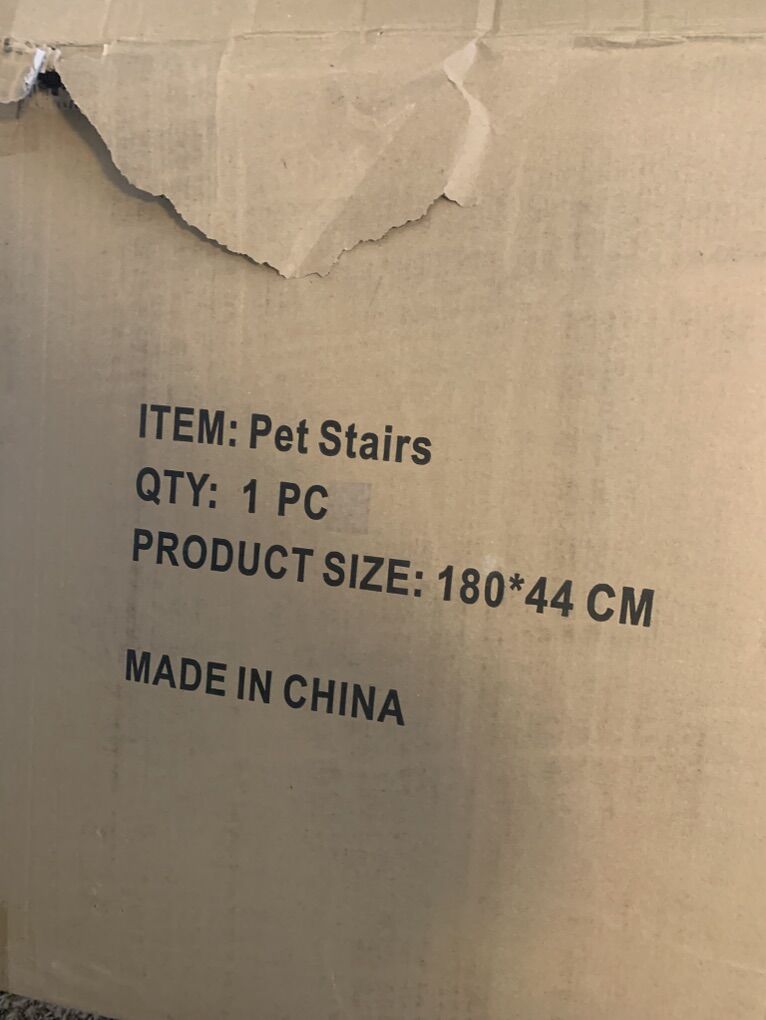 ITEM: Pet Stairs
QTY: 1 PC
PRODUCT SIZE: 180*44 CM
MADE IN CHINA